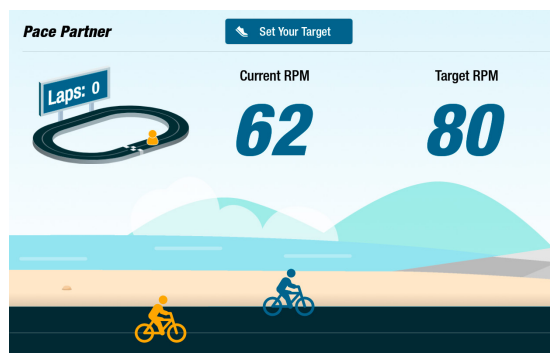 Pace Partner
Set Your Target
Laps: 0
Current RPM
62
Target RPM
80